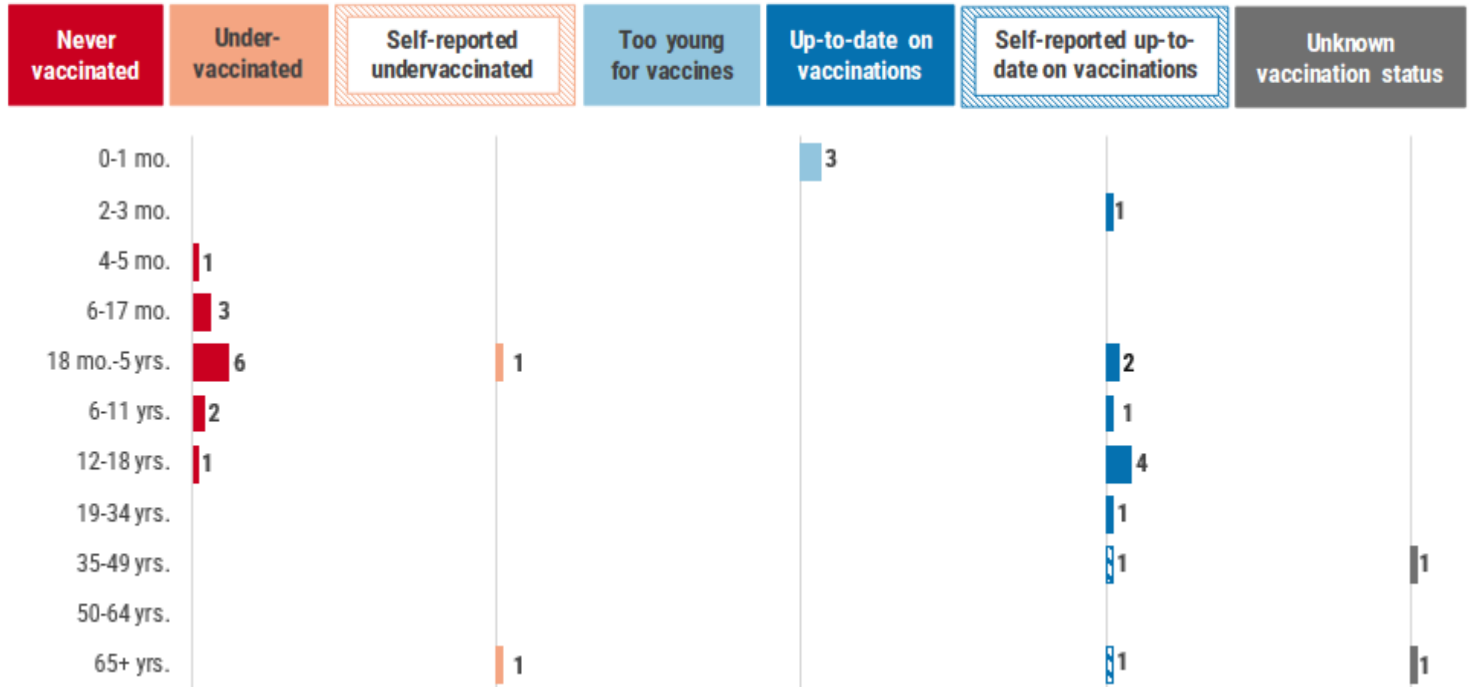 Never
vaccinated
Under-
vaccinated
Self-reported
undervaccinated
Too young
for vaccines
Up-to-date on
vaccinations
Self-reported up-to-
date on vaccinations
Unknown
vaccination status
0-1 mo. 3
2-3 mo. 1
4-5 mo. 1
6-17 mo. 3
18 mo.-5 yrs. 6 1 2
6-11 yrs. 2 1
12-18 yrs. 1 4
19-34 yrs. 1
35-49 yrs. 1 1
50-64 yrs.
65+ yrs. 1 1 1